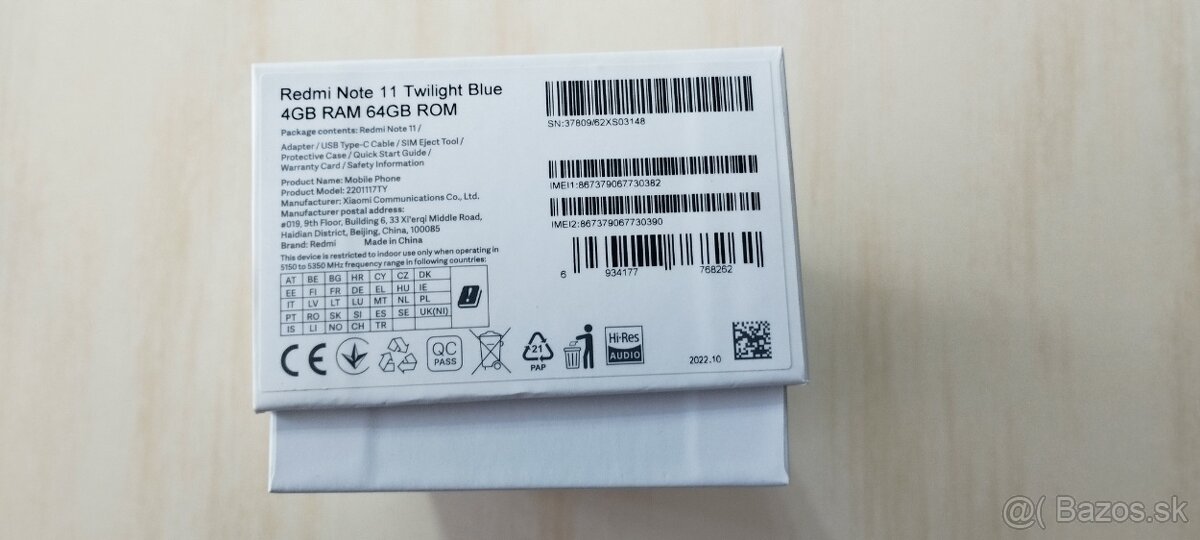 Redmi Note 11 Twilight Blue
4GB RAM 64GB ROM
Package contents: Redmi Note 11 /
Adapter / USB Type-C Cable / SIM Eject Tool /
Protective Case / Quick Start Guide /
Warranty Card / Safety Information
Product Name: Mobile Phone
Product Model: 2201117TY
Manufacturer: Xiaomi Communications Co., Ltd.
Manufacturer postal address:
#019, 9th Floor, Building 6, 33 Xi'erqi Middle Road,
Haidian District, Beijing, China, 100085
Brand: Redmi Made in China
This device is restricted to indoor use only when operating in
5150 to 5350 MHz frequency range in following countries:
AT BE BG HR CY CZ DK
EE FI FR DE EL HU IE
IT LV LT LU MT NL PL
PT RO SK SI ES SE UK(NI)
IS LI NO CH TR
CE
QC
PASS
21
PAP
Hi-Res
AUDIO
SN:37809/62XS03148
IMEI1:867379067730382
IMEI2:867379067730390
6 934177 768262
2022.10
@( Bazos.sk